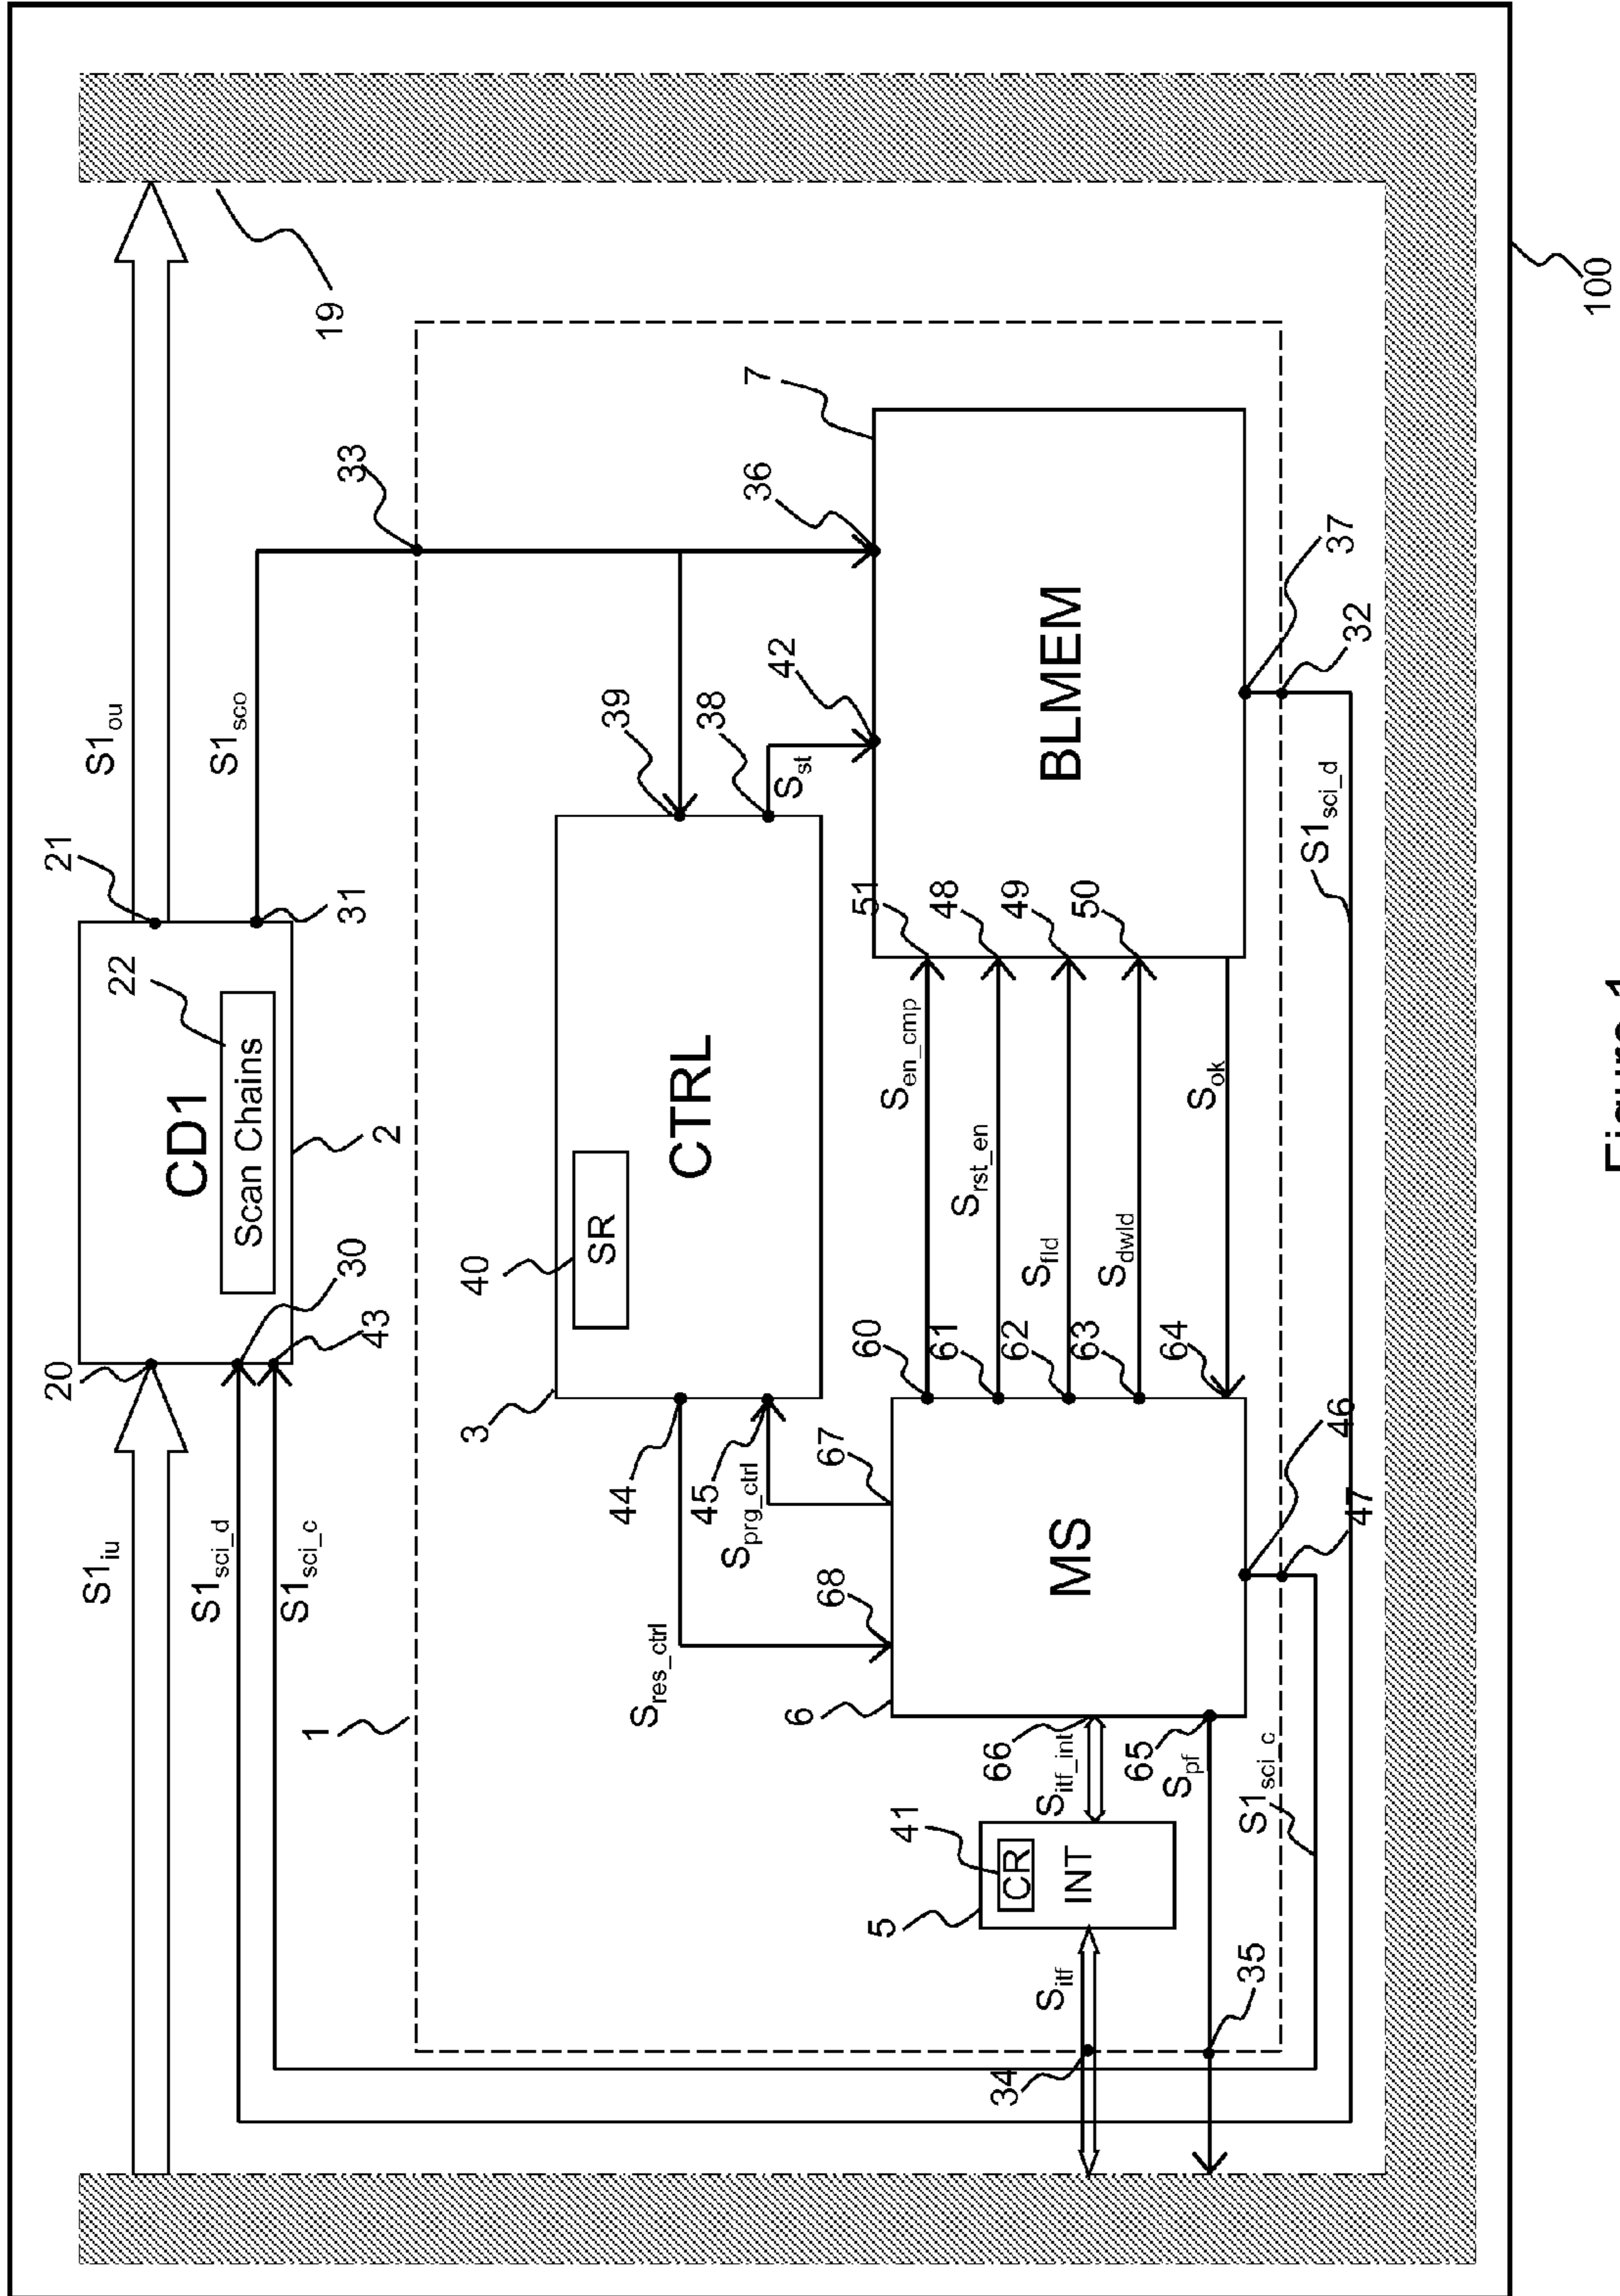 S1iu
S1ou
20
21
CD1
22
Scan Chains
S1sci_d
S1sco
S1sci_c
30
31
43
2
19
1
33
3
40
SR
CTRL
39
38
44
45
Sst
42
36
7
Sres_ctrl
Sprg_ctrl
68
67
6
MS
60
61
62
63
64
Sen_cmp
Srst_en
Sfld
Sdwld
Sok
51
48
49
50
BLMEM
5
41
CR
INT
Sitf
34
Sitf_int
66
65
Spf
35
S1sci_c
46
47
37
32
S1sci_d
100
Figure 1